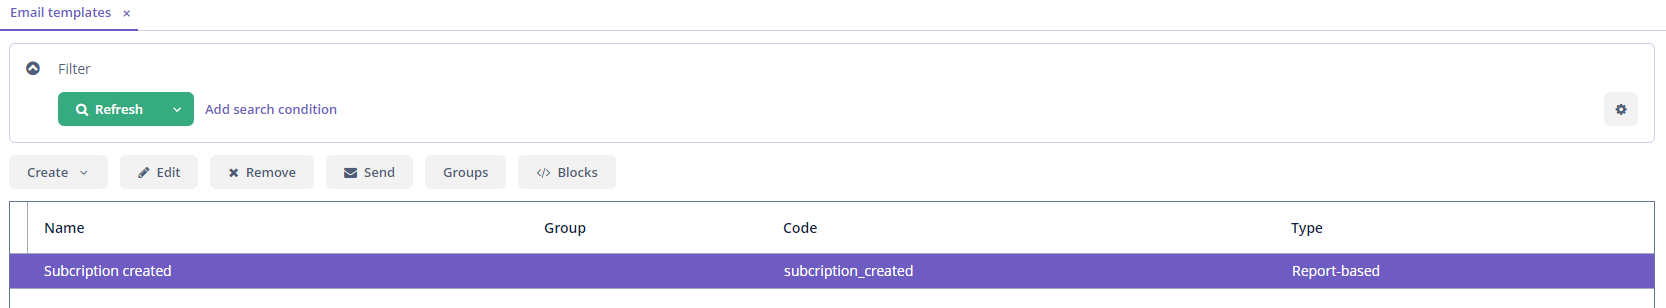 Email templates ×
Filter
Refresh Add search condition
Create Edit Remove Send Groups </> Blocks
Name Group Code Type
Subcription created subcription_created Report-based